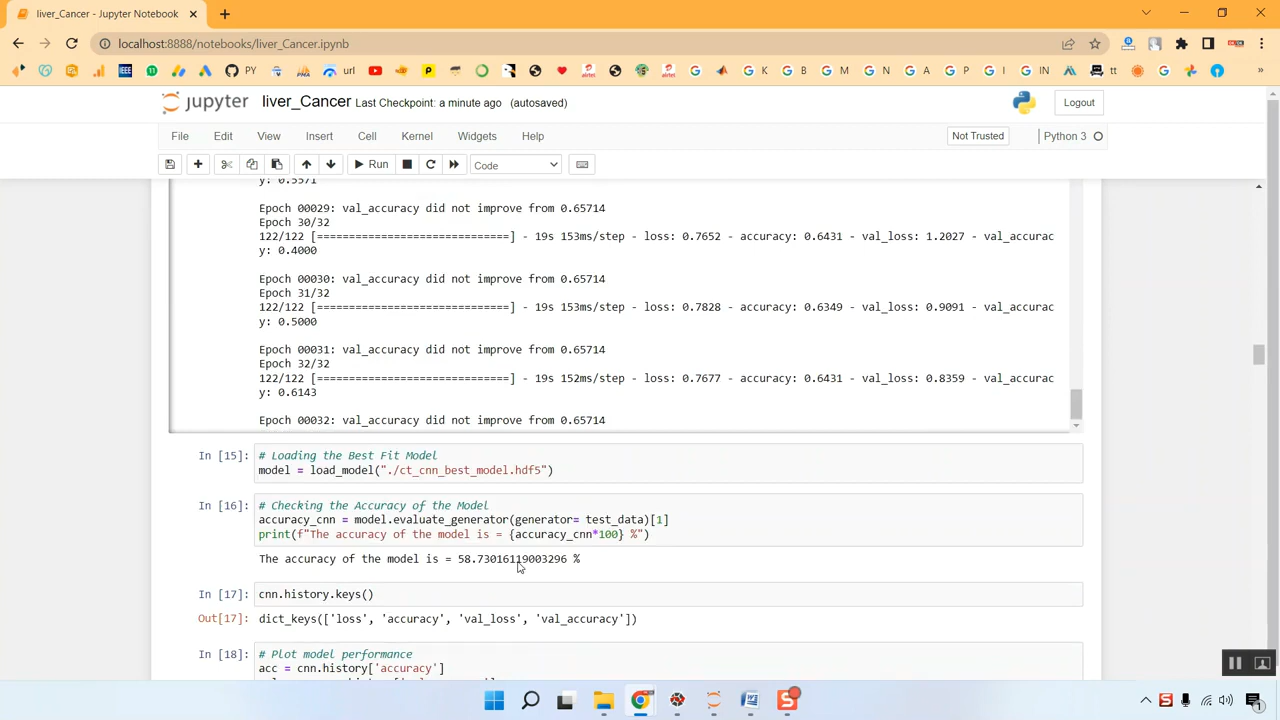 liver_Cancer - Jupyter Notebook
localhost:8888/notebooks/liver_Cancer.ipynb
IEEE PY PMA url airtel airtel K B M N A P I IN tt
jupyter liver_Cancer Last Checkpoint: a minute ago (autosaved) Logout
File Edit View Insert Cell Kernel Widgets Help Not Trusted Python 3
Run Code
y: 0.5571
Epoch 00029: val_accuracy did not improve from 0.65714
Epoch 30/32
122/122 [==============================] - 19s 153ms/step - loss: 0.7652 - accuracy: 0.6431 - val_loss: 1.2027 - val_accurac
y: 0.4000
Epoch 00030: val_accuracy did not improve from 0.65714
Epoch 31/32
122/122 [==============================] - 19s 153ms/step - loss: 0.7828 - accuracy: 0.6349 - val_loss: 0.9091 - val_accurac
y: 0.5000
Epoch 00031: val_accuracy did not improve from 0.65714
Epoch 32/32
122/122 [==============================] - 19s 152ms/step - loss: 0.7677 - accuracy: 0.6431 - val_loss: 0.8359 - val_accurac
y: 0.6143
Epoch 00032: val_accuracy did not improve from 0.65714
In [15]: # Loading the Best Fit Model
model = load_model("./ct_cnn_best_model.hdf5")
In [16]: # Checking the Accuracy of the Model
accuracy_cnn = model.evaluate_generator(generator= test_data)[1]
print(f"The accuracy of the model is = {accuracy_cnn*100} %")
The accuracy of the model is = 58.73016119003296 %
In [17]: cnn.history.keys()
Out[17]: dict_keys(['loss', 'accuracy', 'val_loss', 'val_accuracy'])
In [18]: # Plot model performance
acc = cnn.history['accuracy']